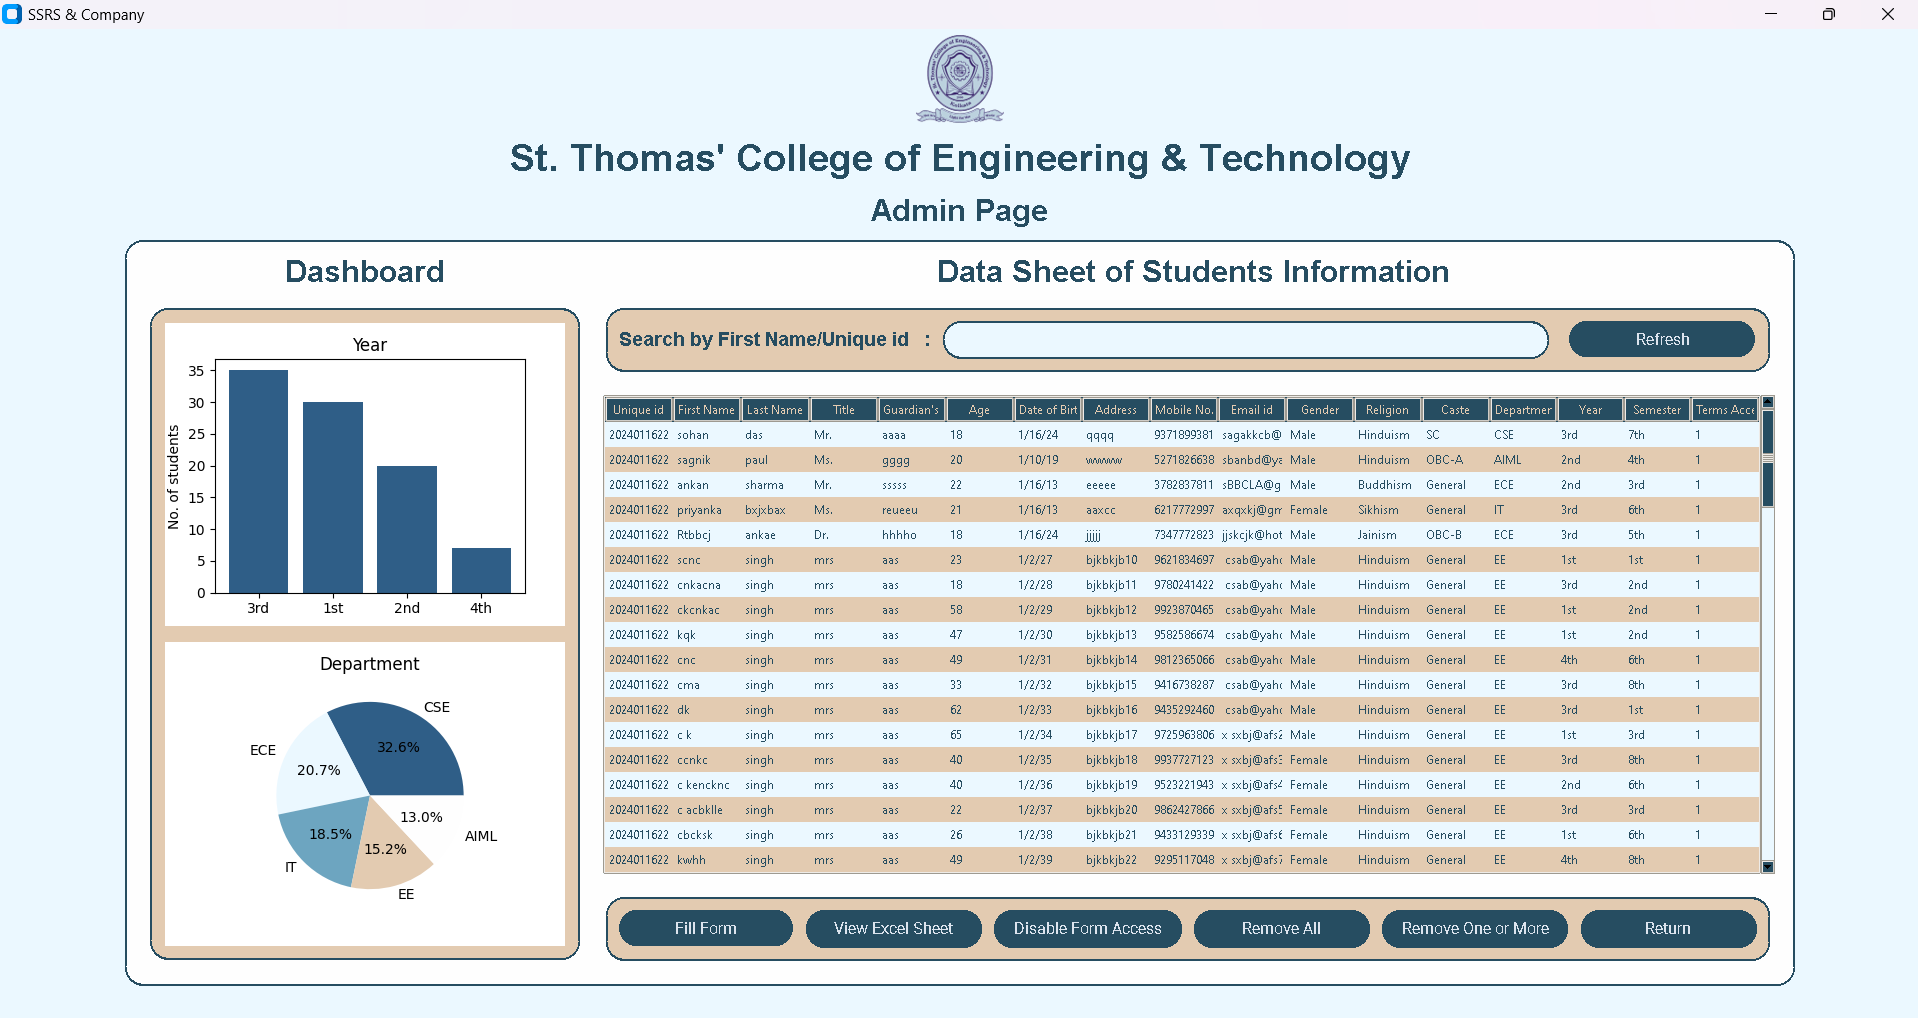 SSRS & Company
St. Thomas' College of Engineering & Technology
Kolkata
St. Thomas' College of Engineering & Technology
Admin Page
Dashboard
Data Sheet of Students Information
Year
No. of students
35
30
25
20
15
10
5
0
3rd 1st 2nd 4th
Department
CSE
32.6%
ECE
20.7%
18.5%
IT
15.2%
EE
13.0%
AIML
Search by First Name/Unique id :
Refresh
Unique id First Name Last Name Title Guardian's Age Date of Birt Address Mobile No. Email id Gender Religion Caste Departmer Year Semester Terms Acce
2024011622 sohan das Mr. aaaa 18 1/16/24 qqqq 9371899381 sagakkcb@ Male Hinduism SC CSE 3rd 7th 1
2024011622 sagnik paul Ms. gggg 20 1/10/19 5271826638 sbanbd@ya Male Hinduism OBC-A AIML 2nd 4th 1
2024011622 ankan sharma Mr. sssss 22 1/16/13 eeeee 3782837811 sBBCLA@g Male Buddhism General ECE 2nd 3rd 1
2024011622 priyanka bxjxbax Ms. reueeu 21 1/16/13 aaxcc 6217772997 axqxkj@gm Female Sikhism General IT 3rd 6th 1
2024011622 Rtbbcj ankae Dr. hhhho 18 1/16/24 jjjjj 7347772823 jjskcjk@hot Male Jainism OBC-B ECE 3rd 5th 1
2024011622 scnc singh mrs aas 23 1/2/27 bjkbkjb10 9621834697 csab@yaho Male Hinduism General EE 1st 1st 1
2024011622 cnkacna singh mrs aas 18 1/2/28 bjkbkjb11 9780241422 csab@yaho Male Hinduism General EE 3rd 2nd 1
2024011622 ckcnkac singh mrs aas 58 1/2/29 bjkbkjb12 9923870465 csab@yaho Male Hinduism General EE 1st 2nd 1
2024011622 kqk singh mrs aas 47 1/2/30 bjkbkjb13 9582586674 csab@yaho Male Hinduism General EE 1st 2nd 1
2024011622 cnc singh mrs aas 49 1/2/31 bjkbkjb14 9812365066 csab@yaho Male Hinduism General EE 4th 6th 1
2024011622 cma singh mrs aas 33 1/2/32 bjkbkjb15 9416738287 csab@yaho Male Hinduism General EE 3rd 8th 1
2024011622 dk singh mrs aas 62 1/2/33 bjkbkjb16 9435292460 csab@yaho Male Hinduism General EE 3rd 1st 1
2024011622 c k singh mrs aas 65 1/2/34 bjkbkjb17 9725963806 x sxbj@afs2 Male Hinduism General EE 1st 3rd 1
2024011622 ccnkc singh mrs aas 40 1/2/35 bjkbkjb18 9937727123 x sxbj@afs3 Female Hinduism General EE 3rd 8th 1
2024011622 c kencknc singh mrs aas 40 1/2/36 bjkbkjb19 9523221943 x sxbj@afs4 Female Hinduism General EE 2nd 6th 1
2024011622 c acbklle singh mrs aas 22 1/2/37 bjkbkjb20 9862427866 x sxbj@afs5 Female Hinduism General EE 3rd 3rd 1
2024011622 cbcksk singh mrs aas 26 1/2/38 bjkbkjb21 9433129339 x sxbj@afs6 Female Hinduism General EE 1st 6th 1
2024011622 kwhh singh mrs aas 49 1/2/39 bjkbkjb22 9295117048 x sxbj@afs7 Female Hinduism General EE 4th 8th 1
Fill Form
View Excel Sheet
Disable Form Access
Remove All
Remove One or More
Return